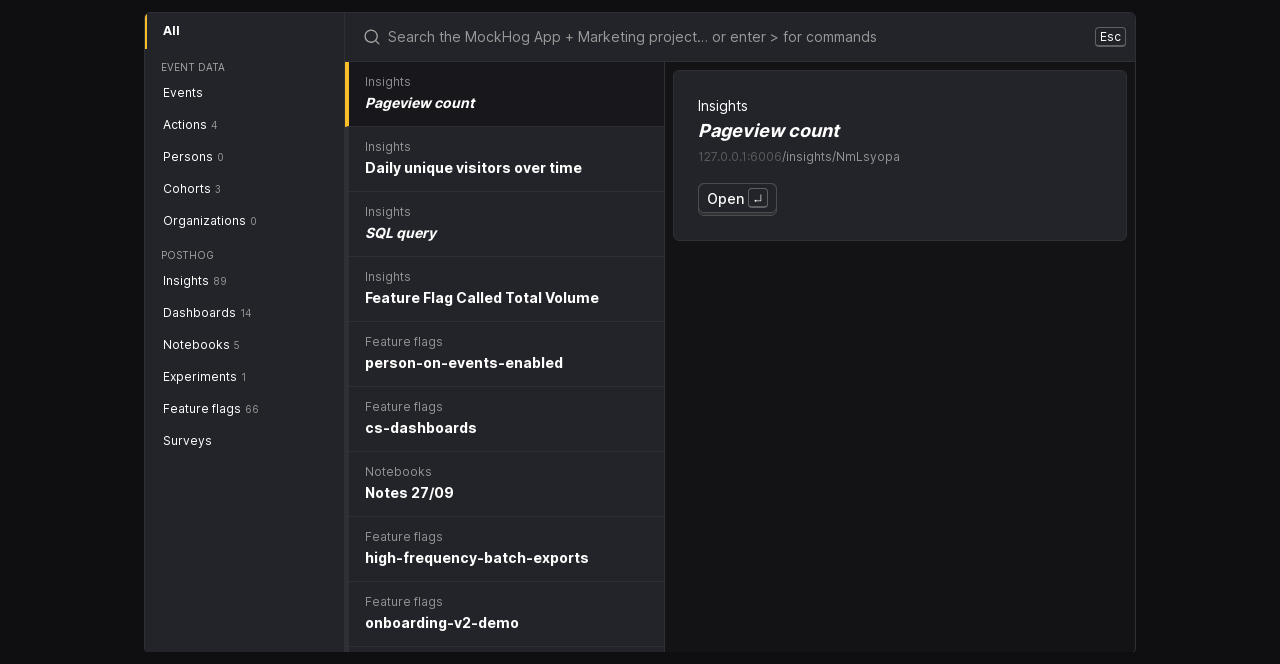 All
EVENT DATA
Events
Actions 4
Persons 0
Cohorts 3
Organizations 0
POSTHOG
Insights 89
Dashboards 14
Notebooks 5
Experiments 1
Feature flags 66
Surveys
Search the MockHog App + Marketing project... or enter > for commands
Esc
Insights
Pageview count
Insights
Daily unique visitors over time
Insights
SQL query
Insights
Feature Flag Called Total Volume
Feature flags
person-on-events-enabled
Feature flags
cs-dashboards
Notebooks
Notes 27/09
Feature flags
high-frequency-batch-exports
Feature flags
onboarding-v2-demo
Insights
Pageview count
127.0.0.1:6006/insights/NmLsyopa
Open ↵